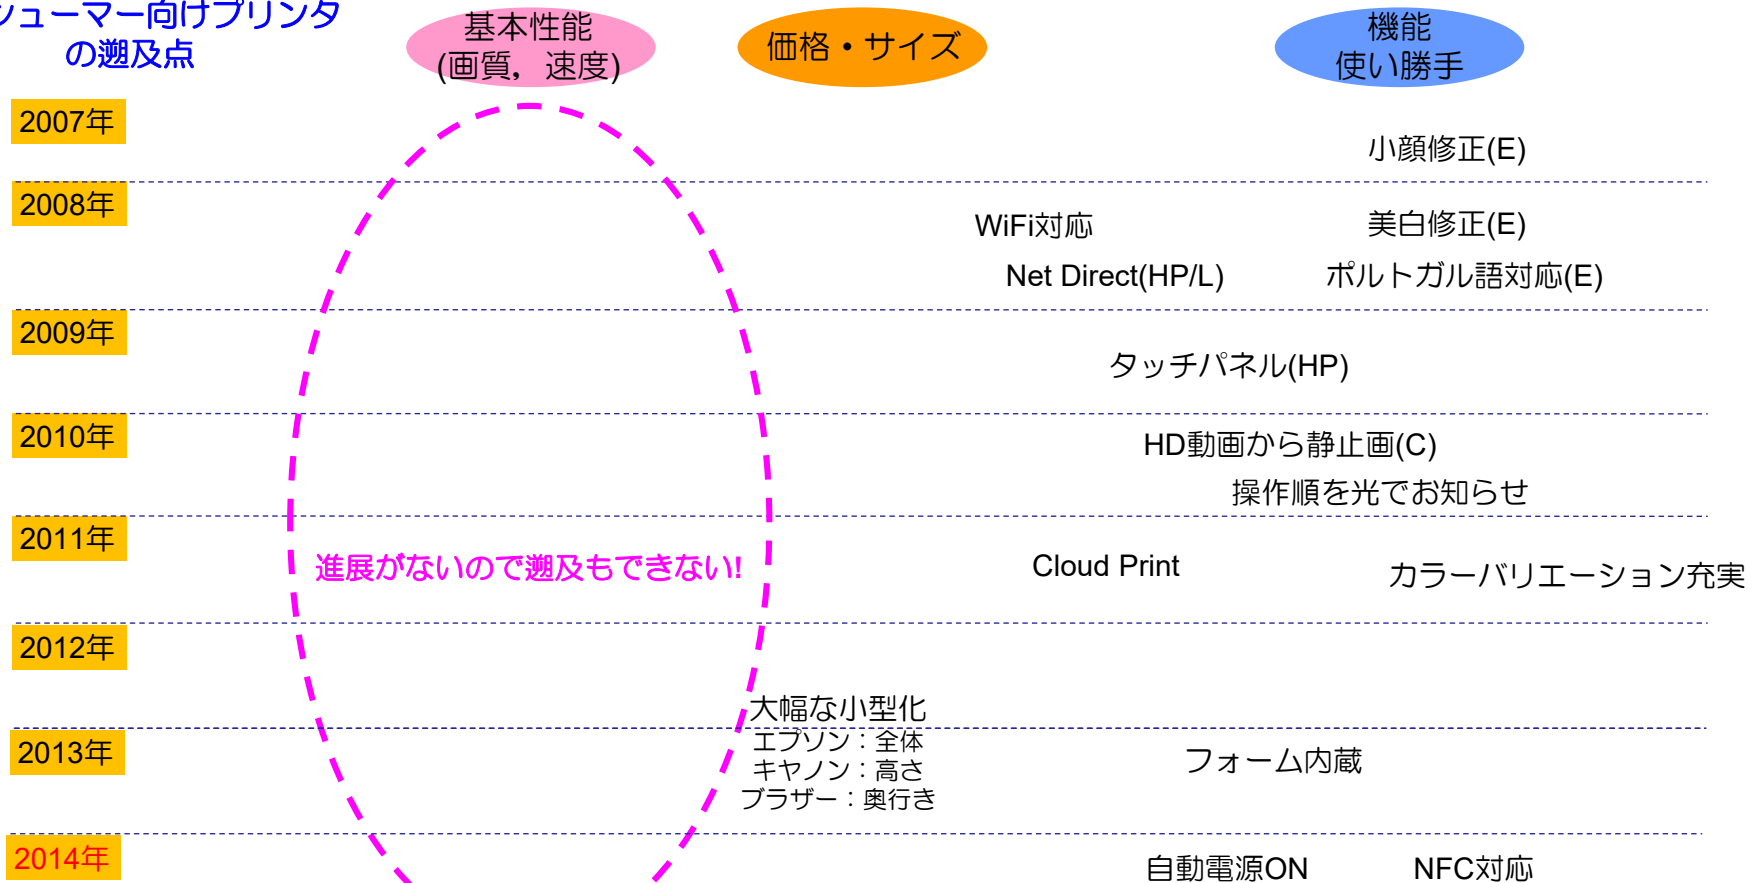 シューマー向けプリンタ
の遡及点
基本性能
(画質，速度)
価格・サイズ
機能
使い勝手
2007年
小顔修正(E)
2008年
WiFi対応
美白修正(E)
Net Direct(HP/L)
ポルトガル語対応(E)
2009年
タッチパネル(HP)
2010年
HD動画から静止画(C)
操作順を光でお知らせ
2011年
進展がないので遡及もできない!
Cloud Print
カラーバリエーション充実
2012年
大幅な小型化
エプソン：全体
キヤノン：高さ
ブラザー：奥行き
2013年
フォーム内蔵
2014年
自動電源ON
NFC対応